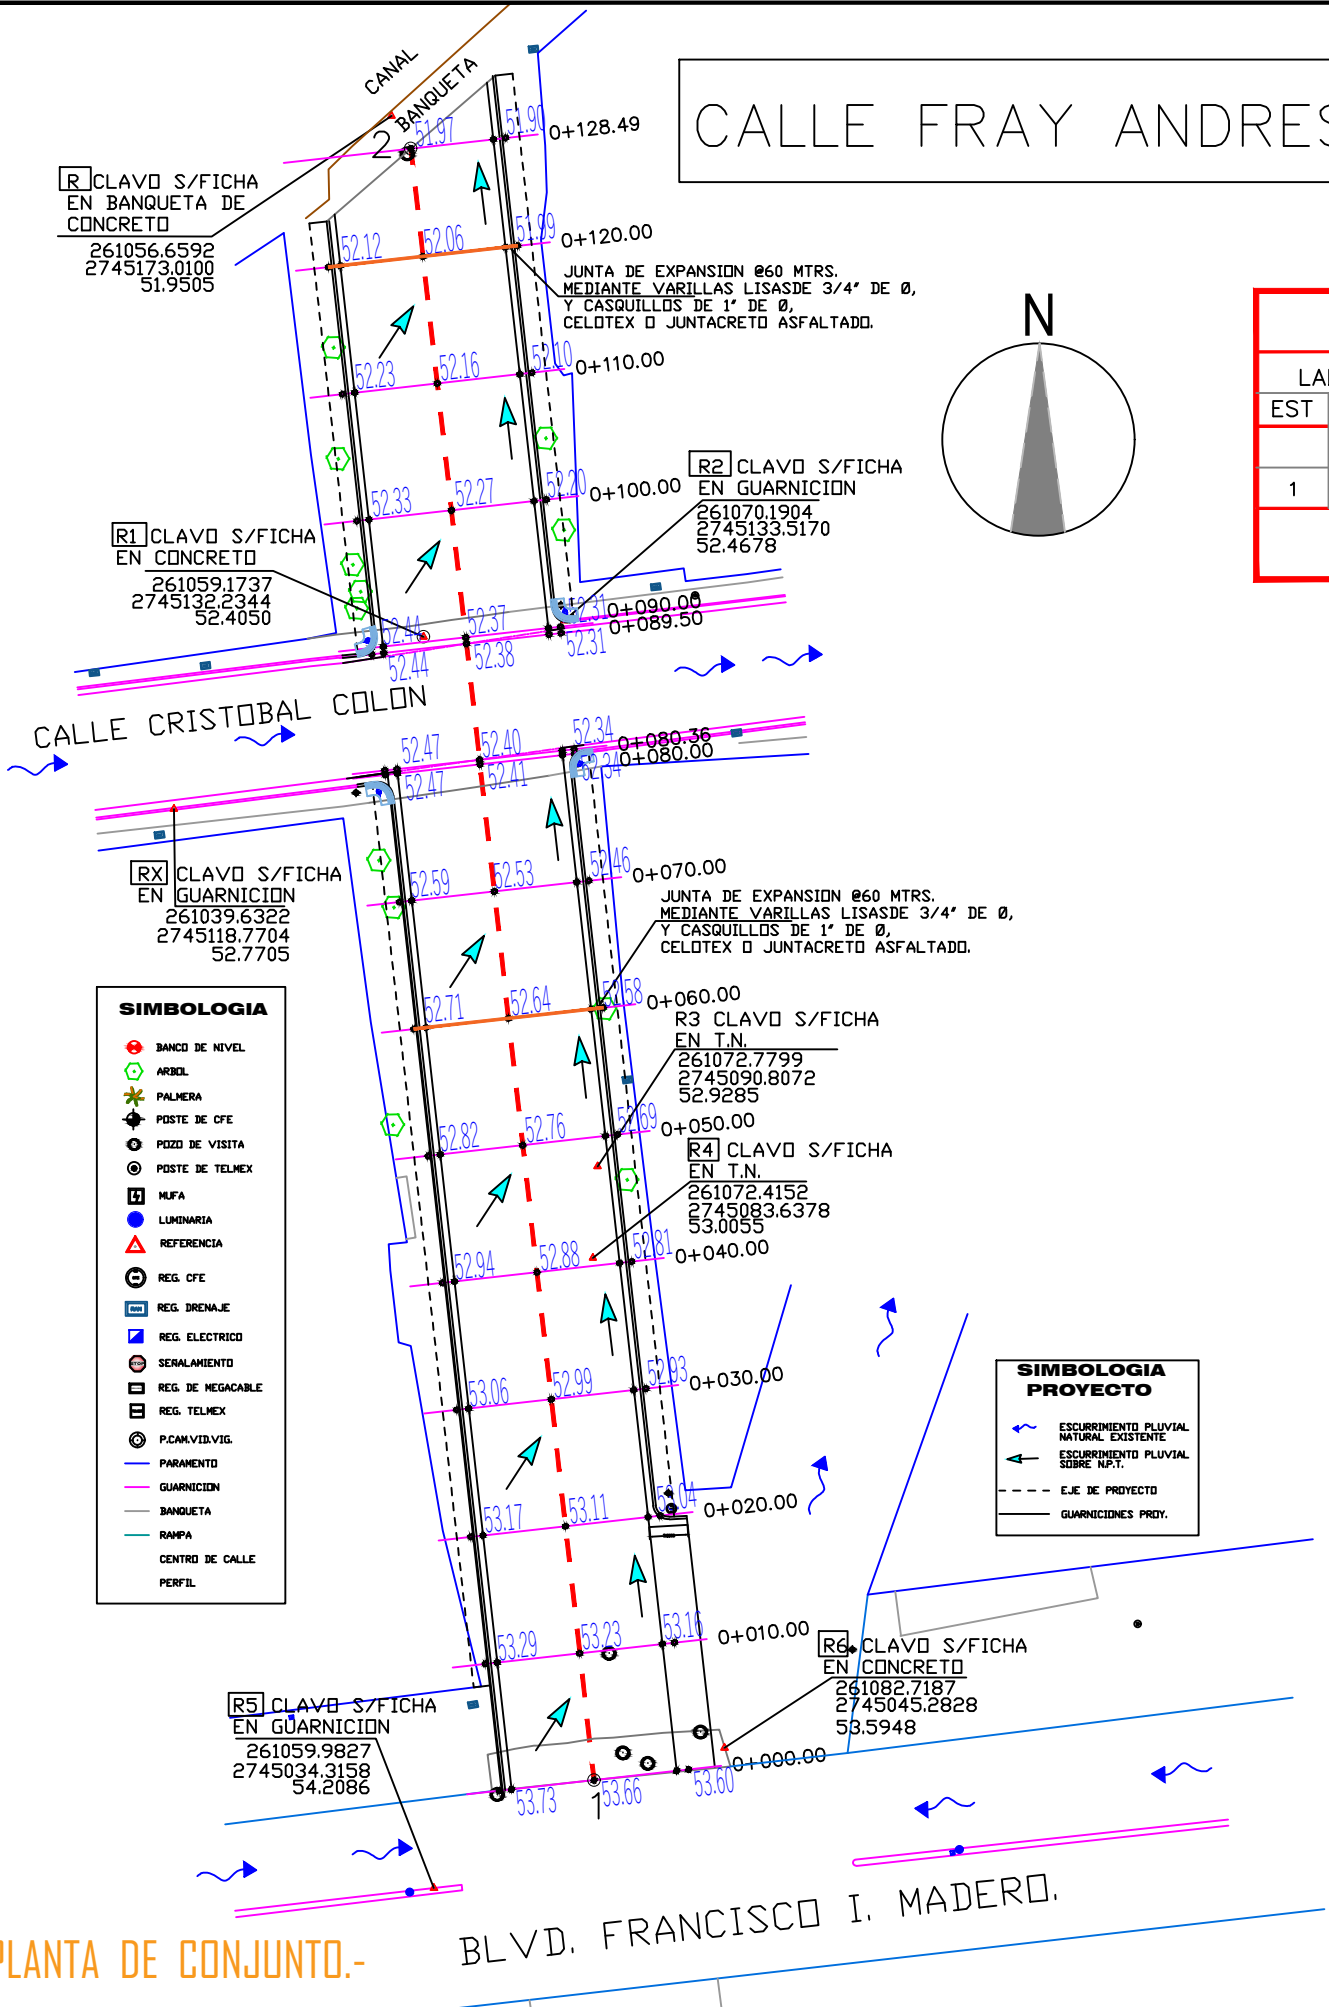 CANAL
BANQUETA
2
51.97
51.90
0+128.49
CALLE FRAY ANDRES
R CLAVO S/FICHA
EN BANQUETA DE
CONCRETO
261056.6592
2745173.0100
51.9505
52.12
52.06
51.99
0+120.00
JUNTA DE EXPANSION @60 MTRS.
MEDIANTE VARILLAS LISASDE 3/4" DE Ø,
Y CASQUILLOS DE 1" DE Ø,
CELOTEX O JUNTACRETO ASFALTADO.
N
52.23
52.16
52.10
0+110.00
EST
1
R2 CLAVO S/FICHA
EN GUARNICION
261070.1904
2745133.5170
52.4678
52.33
52.27
52.20
0+100.00
R1 CLAVO S/FICHA
EN CONCRETO
261059.1737
2745132.2344
52.4050
52.44
52.37
52.31
0+090.00
0+089.50
52.44
52.38
52.31
CALLE CRISTOBAL COLON
52.47
52.40
52.34
0+080.36
0+080.00
52.47
52.41
52.34
RX CLAVO S/FICHA
EN GUARNICION
261039.6322
2745118.7704
52.7705
52.59
52.53
52.46
0+070.00
JUNTA DE EXPANSION @60 MTRS.
MEDIANTE VARILLAS LISASDE 3/4" DE Ø,
Y CASQUILLOS DE 1" DE Ø,
CELOTEX O JUNTACRETO ASFALTADO.
52.71
52.64
52.58
0+060.00
R3 CLAVO S/FICHA
EN T.N.
261072.7799
2745090.8072
52.9285
52.82
52.76
52.69
0+050.00
R4 CLAVO S/FICHA
EN T.N.
261072.4152
2745083.6378
53.0055
52.94
52.88
52.81
0+040.00
53.06
52.99
52.93
0+030.00
53.17
53.11
53.04
0+020.00
53.29
53.23
53.16
0+010.00
R6 CLAVO S/FICHA
EN CONCRETO
261082.7187
2745045.2828
53.5948
R5 CLAVO S/FICHA
EN GUARNICION
261059.9827
2745034.3158
54.2086
53.73
53.66
53.60
0+000.00
1
SIMBOLOGIA
BANCO DE NIVEL
ARBOL
PALMERA
POSTE DE CFE
POZO DE VISITA
POSTE DE TELMEX
MUFA
LUMINARIA
REFERENCIA
REG. CFE
REG. DRENAJE
REG. ELECTRICO
SEÑALAMIENTO
REG. DE MEGACABLE
REG. TELMEX
P.CAM.VID.VIG.
PARAMENTO
GUARNICION
BANQUETA
RAMPA
CENTRO DE CALLE
PERFIL
SIMBOLOGIA
PROYECTO
ESCURRIMIENTO PLUVIAL
NATURAL EXISTENTE
ESCURRIMIENTO PLUVIAL
SOBRE N.P.T.
EJE DE PROYECTO
GUARNICIONES PROY.
BLVD. FRANCISCO I. MADERO.
PLANTA DE CONJUNTO.-